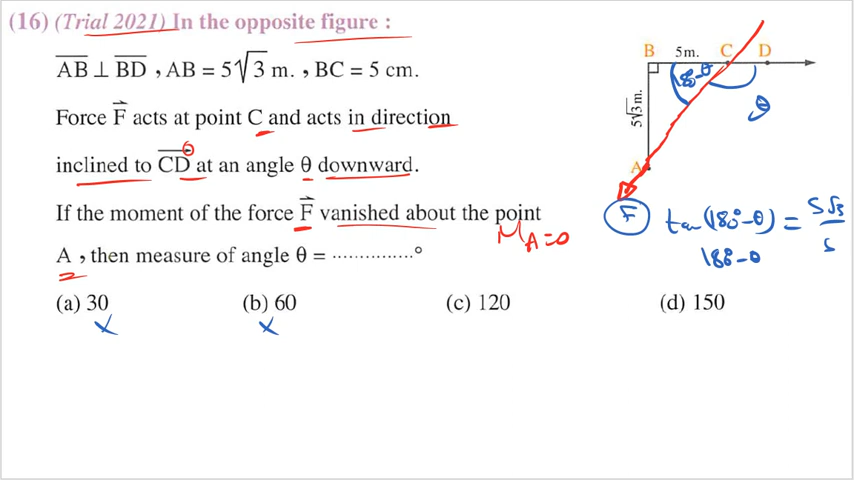 (16) (Trial 2021) In the opposite figure :
AB ⊥ BD , AB = 5√3 m. , BC = 5 cm.
Force F acts at point C and acts in direction
inclined to CD at an angle θ downward.
If the moment of the force F vanished about the point
A , then measure of angle θ = ...............°
(a) 30
(b) 60
(c) 120
(d) 150
B 5m. C D
180-θ
θ
5√3m.
A
F
tan(180°-θ) = 5√3/5
180-θ
M_A=0
θ